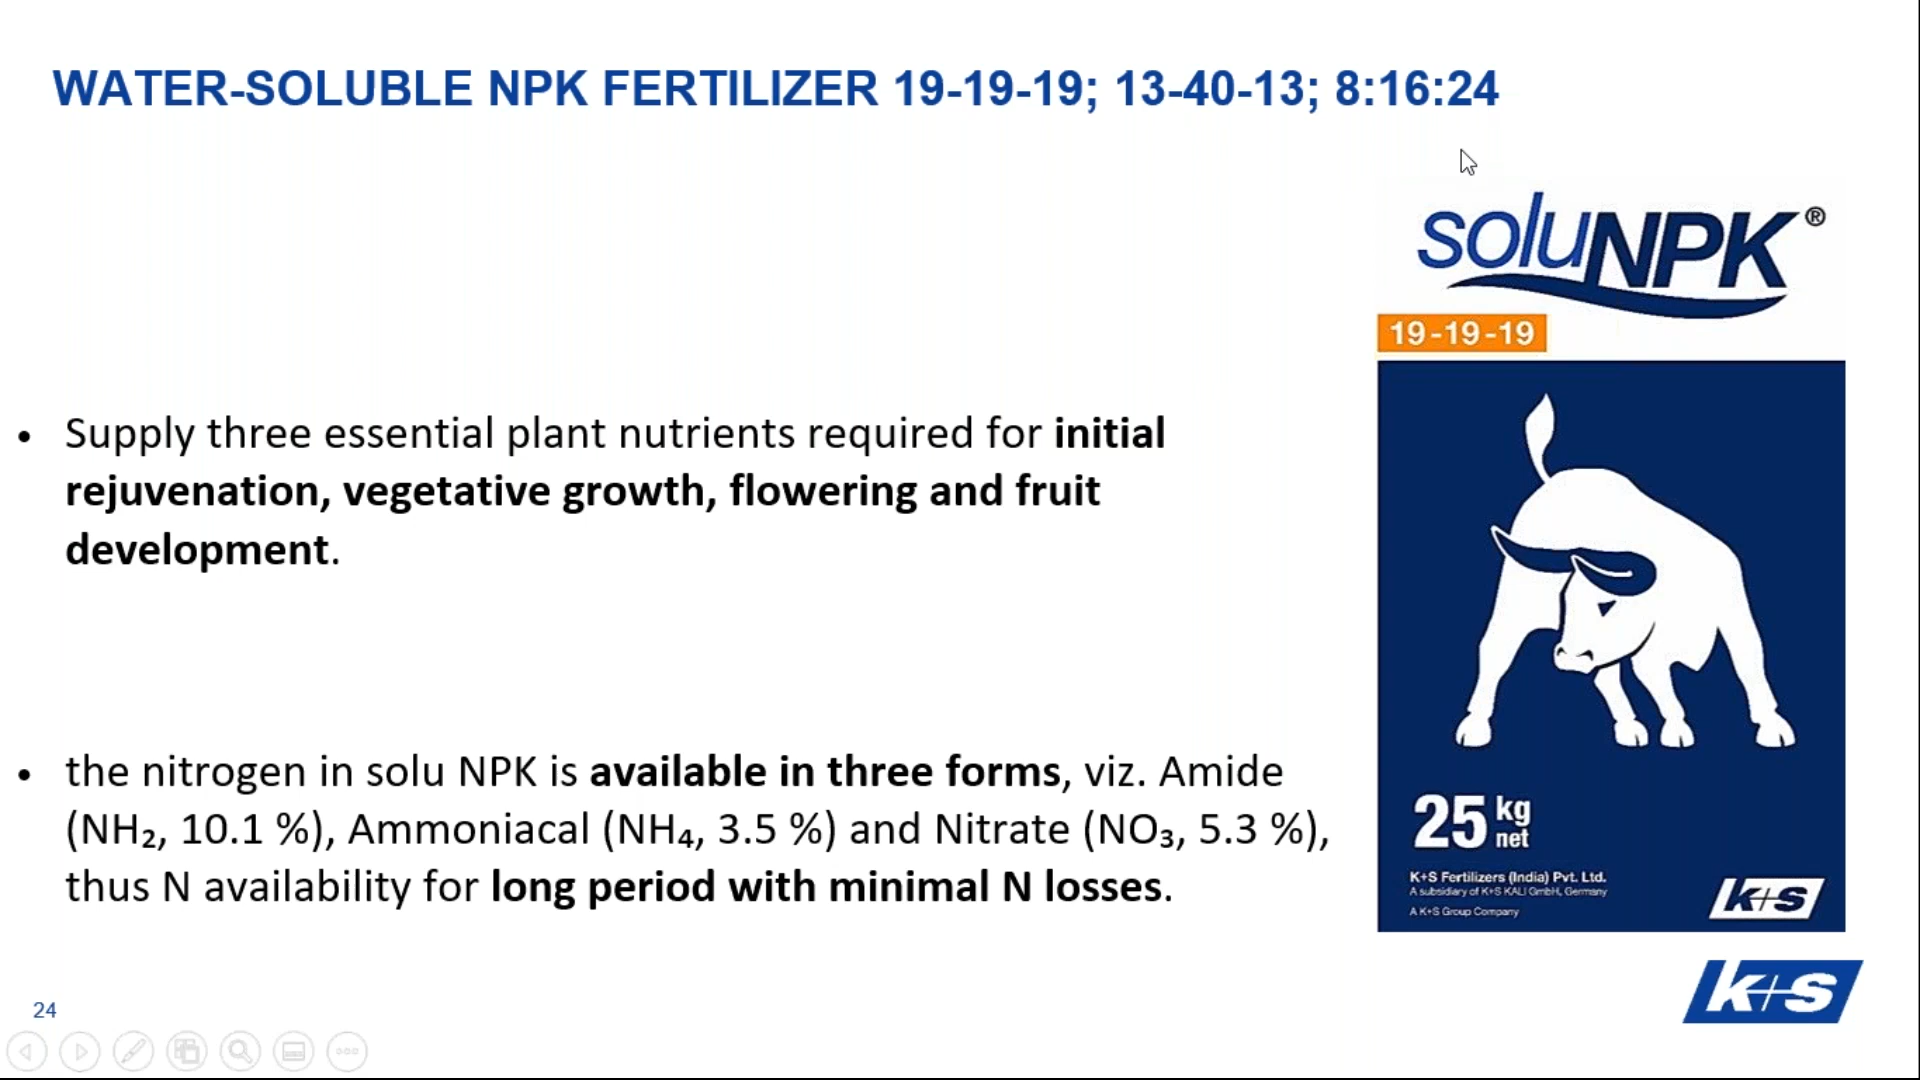 WATER-SOLUBLE NPK FERTILIZER 19-19-19; 13-40-13; 8:16:24
soluNPK®
19-19-19
• Supply three essential plant nutrients required for initial
rejuvenation, vegetative growth, flowering and fruit
development.
• the nitrogen in solu NPK is available in three forms, viz. Amide
(NH₂, 10.1 %), Ammoniacal (NH₄, 3.5 %) and Nitrate (NO₃, 5.3 %),
thus N availability for long period with minimal N losses.
25 kg
net
K+S Fertilizers (India) Pvt. Ltd.
A subsidiary of K+S KALI GmbH, Germany
A K+S Group Company
K+S
K+S
24